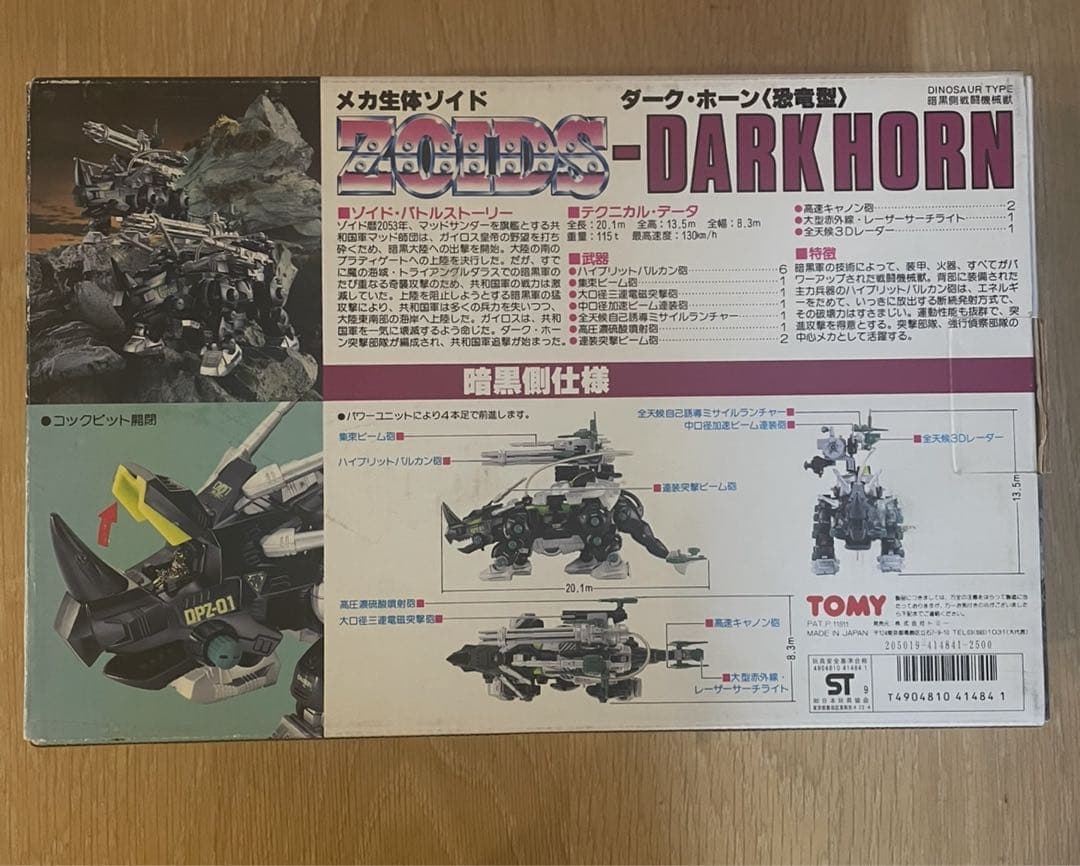 メカ生体ゾイド
ダーク・ホーン〈恐竜型〉
DINOSAUR TYPE
暗黒側戦闘機械獣
ZOIDS-DARK HORN
■ゾイド・バトルストーリー
ゾイド暦2053年、マッドサンダーを旗艦とする共
和国軍マッド師団は、ガイロス皇帝の野望を打ち
砕くため、暗黒大陸への出撃を開始。大陸の南の
ブラディゲートへの上陸を決行した。だが、すで
に魔の海域・トライアングルダラスでの暗黒軍の
たび重なる奇襲攻撃のため、共和国軍の戦力は激
減していた。上陸を阻止しようとする暗黒軍の猛
攻撃により、共和国軍は多くの兵力を失いつつ、
大陸東南部の海岸へ上陸した。ガイロスは、共和
国軍を一気に壊滅するよう命じた。ダーク・ホー
ン突撃部隊が編成され、共和国軍追撃が始まった。
■テクニカル・データ
全長：20.1m 全高：13.5m 全幅：8.3m
重量：115t 最高速度：130km/h
■武器
●ハイブリットバルカン砲 6
●集束ビーム砲 1
●大口径三連電磁突撃砲 1
●中口径加速ビーム連装砲 1
●全天候自己誘導ミサイルランチャー 1
●高圧濃硫酸噴射砲 1
●連装突撃ビーム砲 2
●高速キャノン砲 2
●大型赤外線・レーザーサーチライト 1
●全天候3Dレーダー 1
■特徴
暗黒軍の技術によって、装甲、火器、すべてがパ
ワーアップされた戦闘機械獣。背部に装備された
主力兵器のハイブリットバルカン砲は、エネルギ
ーをためて、いっきに放出する断続発射方式で、
その破壊力はすさまじい。運動性能も抜群で、突
進攻撃を得意とする。突撃部隊、強行偵察部隊の
中心メカとして活躍する。
暗黒側仕様
●コックピット開閉
DPZ-01
●パワーユニットにより4本足で前進します。
集束ビーム砲■
ハイブリットバルカン砲■
■連装突撃ビーム砲
20.1m
全天候自己誘導ミサイルランチャー■
中口径加速ビーム連装砲■
■全天候3Dレーダー
13.5m
高圧濃硫酸噴射砲■
大口径三連電磁突撃砲■
■高速キャノン砲
■大型赤外線・
レーザーサーチライト
8.3m
TOMY
PAT.P.11811
MADE IN JAPAN
発売元：株式会社トミー
205019-414841-2500
玩具安全基準合格
4904810 41484 1
ST 9
T4904810 41484 1